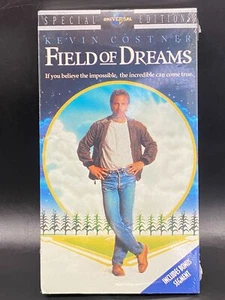 SPECIAL UNIVERSAL EDITION
KEVIN COSTNER
FIELD OF DREAMS
If you believe the impossible, the incredible can come true.
INCLUDES BONUS
SEGMENT